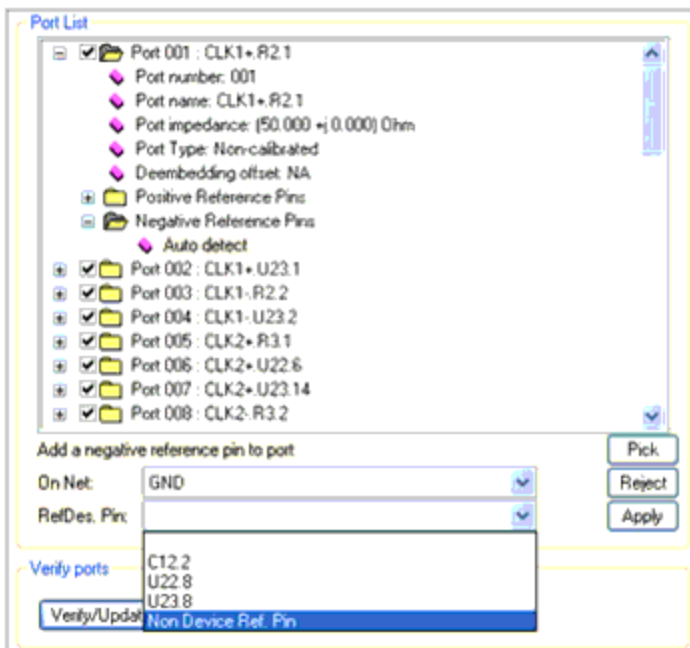 Port List
Port 001 : CLK1+.R2.1
Port number: 001
Port name: CLK1+.R2.1
Port impedance: (50.000 +j 0.000) Ohm
Port Type: Non-calibrated
Deembedding offset: NA
Positive Reference Pins
Negative Reference Pins
Auto detect
Port 002 : CLK1+.U23.1
Port 003 : CLK1-.R2.2
Port 004 : CLK1-.U23.2
Port 005 : CLK2+.R3.1
Port 006 : CLK2+.U22.6
Port 007 : CLK2+.U23.14
Port 008 : CLK2-.R3.2
Add a negative reference pin to port
Pick
On Net: GND
Reject
RefDes. Pin:
Apply
C12.2
Verify ports
U22.8
U23.8
Verify/Updat
Non Device Ref. Pin